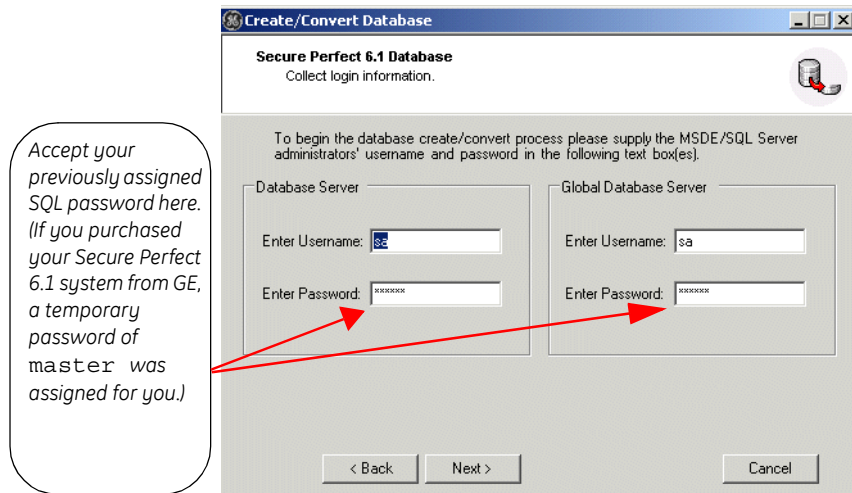 Create/Convert Database
Secure Perfect 6.1 Database
Collect login information.
To begin the database create/convert process please supply the MSDE/SQL Server
administrators' username and password in the following text box(es).
Accept your
previously assigned
SQL password here.
(If you purchased
your Secure Perfect
6.1 system from GE,
a temporary
password of
master was
assigned for you.)
Database Server
Enter Username: sa
Enter Password: ******
Global Database Server
Enter Username: sa
Enter Password: ******
< Back
Next >
Cancel